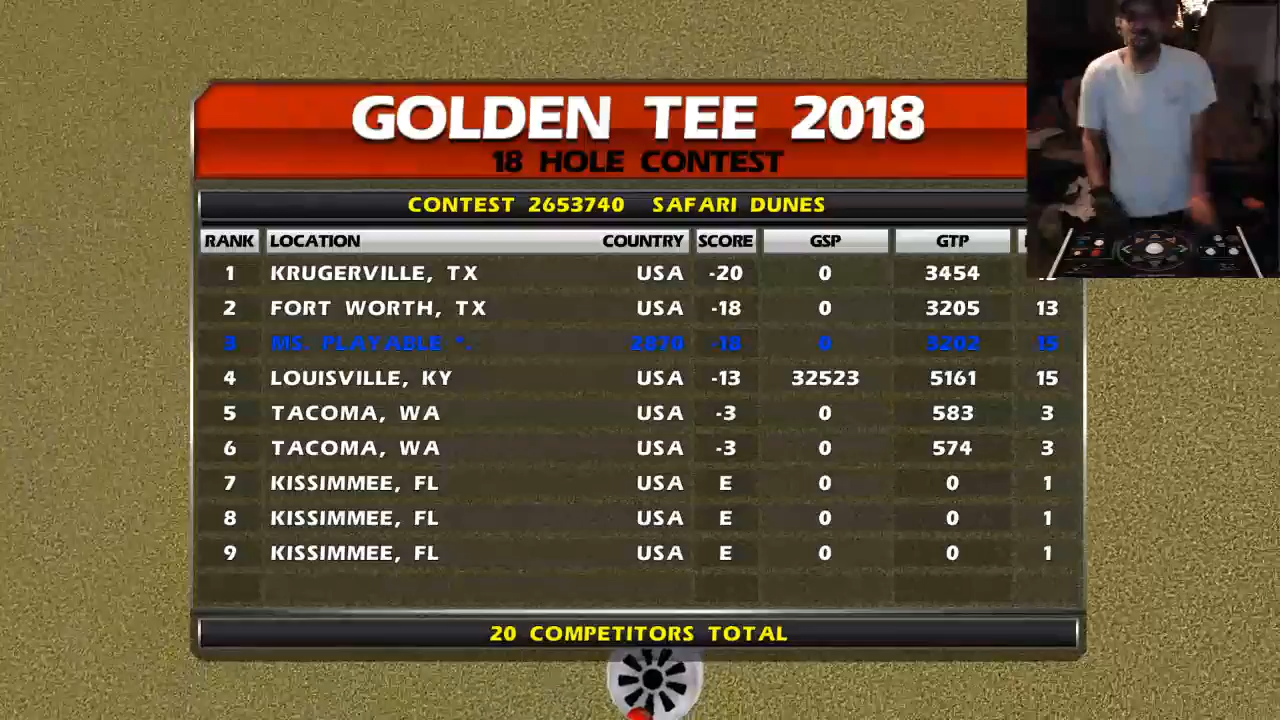 GOLDEN TEE 2018
18 HOLE CONTEST
CONTEST 2653740 SAFARI DUNES
RANK LOCATION COUNTRY SCORE GSP GTP
1 KRUGERVILLE, TX USA -20 0 3454
2 FORT WORTH, TX USA -18 0 3205 13
3 MS. PLAYABLE *. 2870 -18 0 3202 15
4 LOUISVILLE, KY USA -13 32523 5161 15
5 TACOMA, WA USA -3 0 583 3
6 TACOMA, WA USA -3 0 574 3
7 KISSIMMEE, FL USA E 0 0 1
8 KISSIMMEE, FL USA E 0 0 1
9 KISSIMMEE, FL USA E 0 0 1
20 COMPETITORS TOTAL